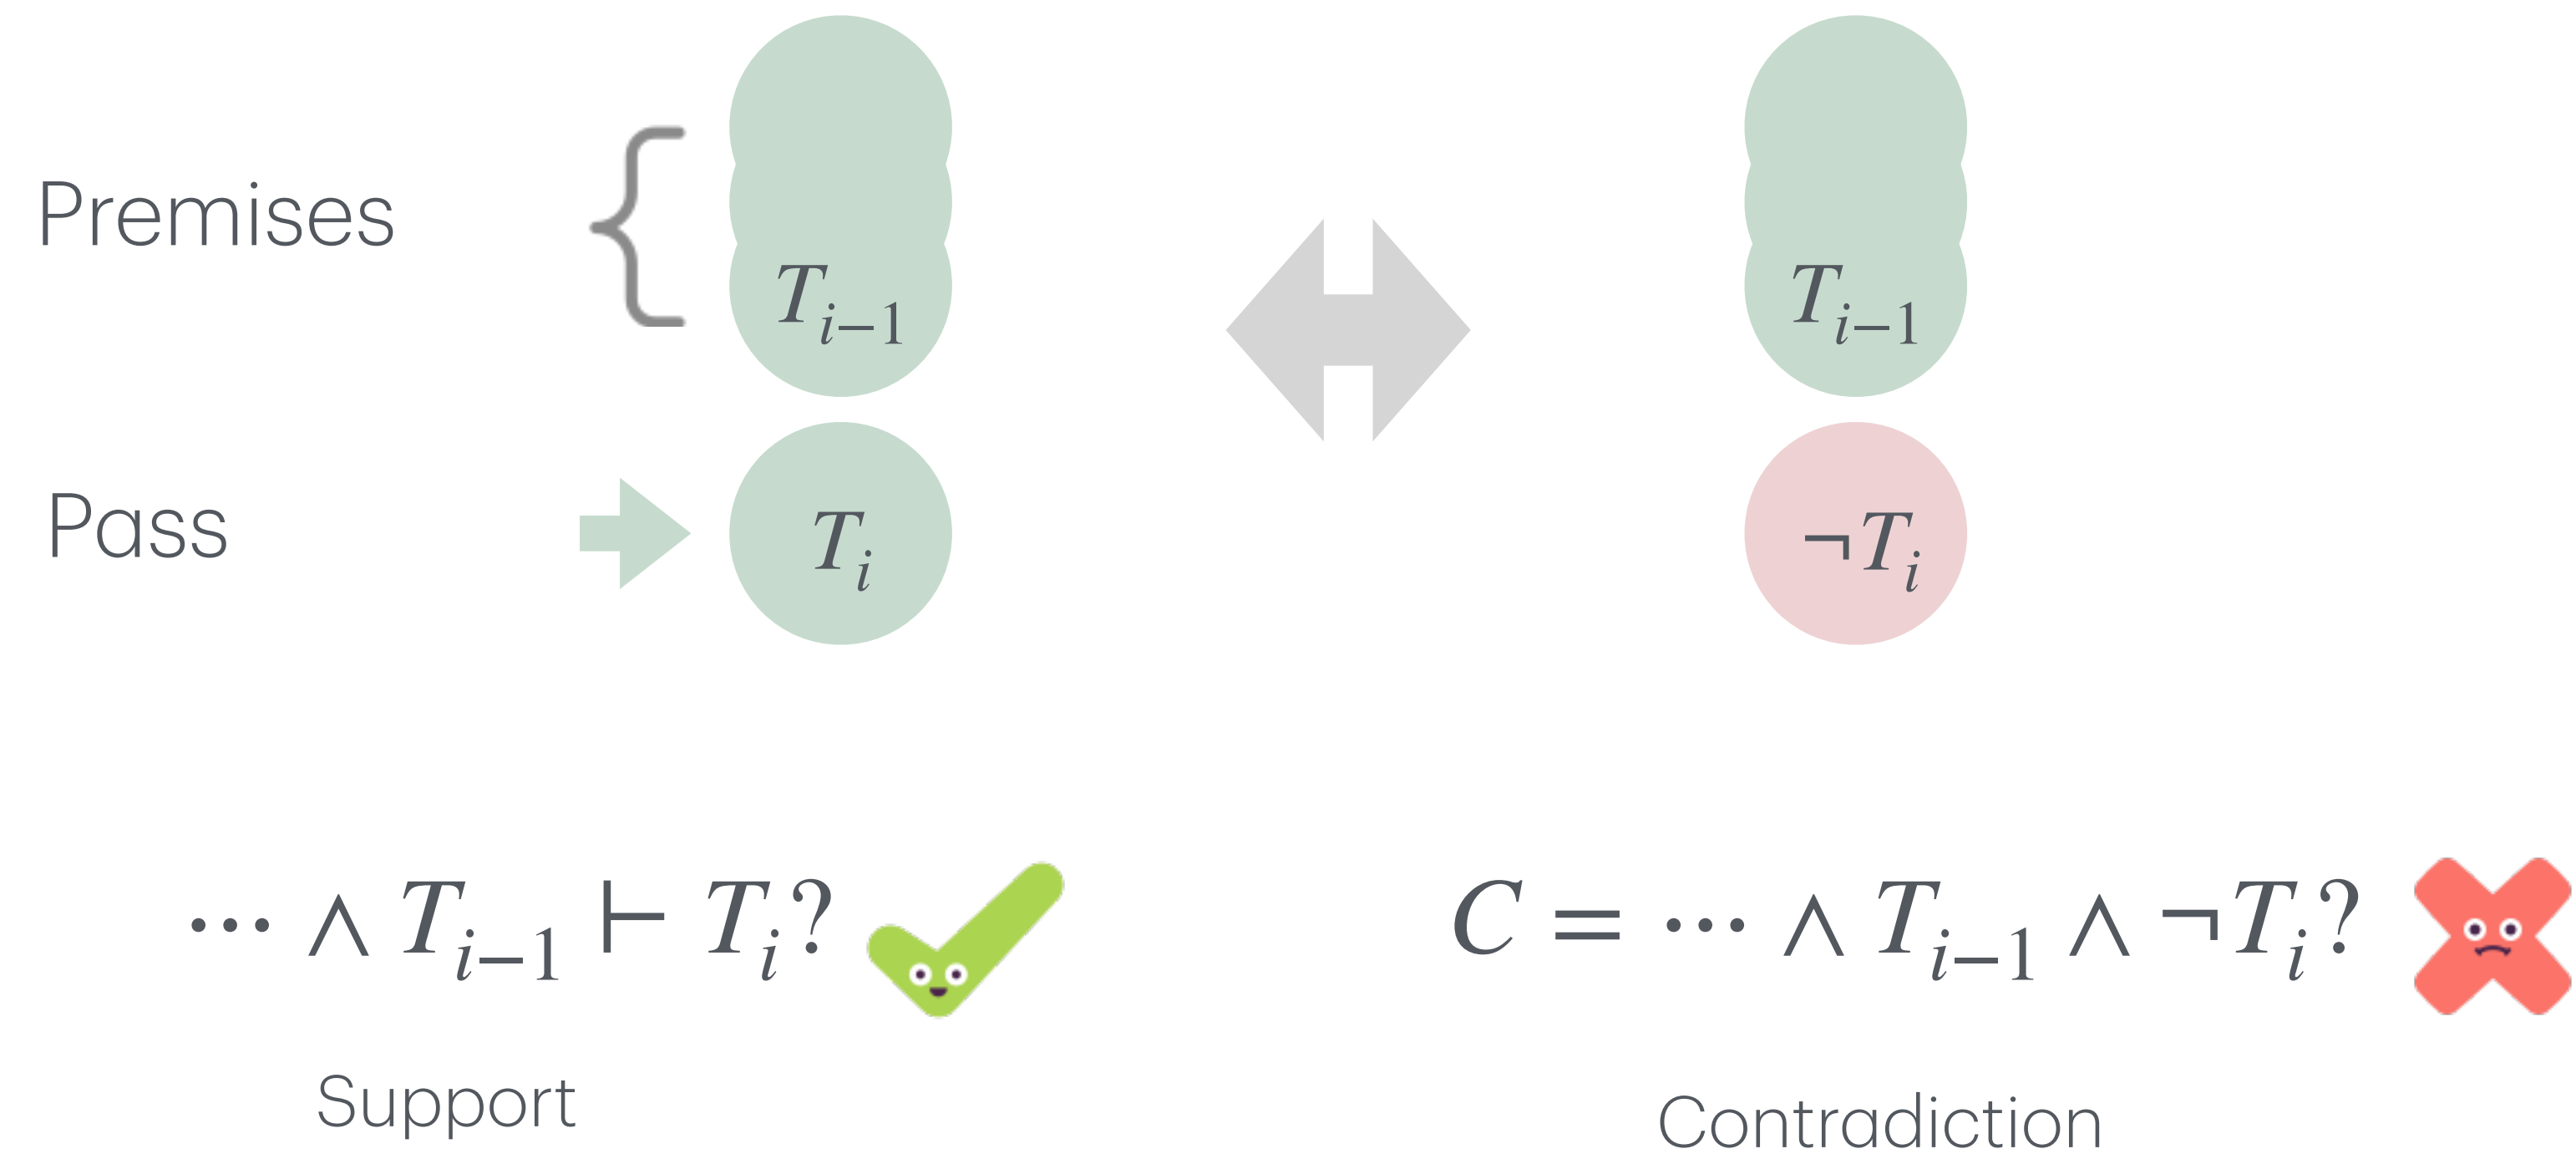 Premises
T_{i−1}
T_{i−1}
Pass
T_i
¬T_i
⋯ ∧ T_{i−1} ⊢ T_i?
C = ⋯ ∧ T_{i−1} ∧ ¬T_i?
Support
Contradiction